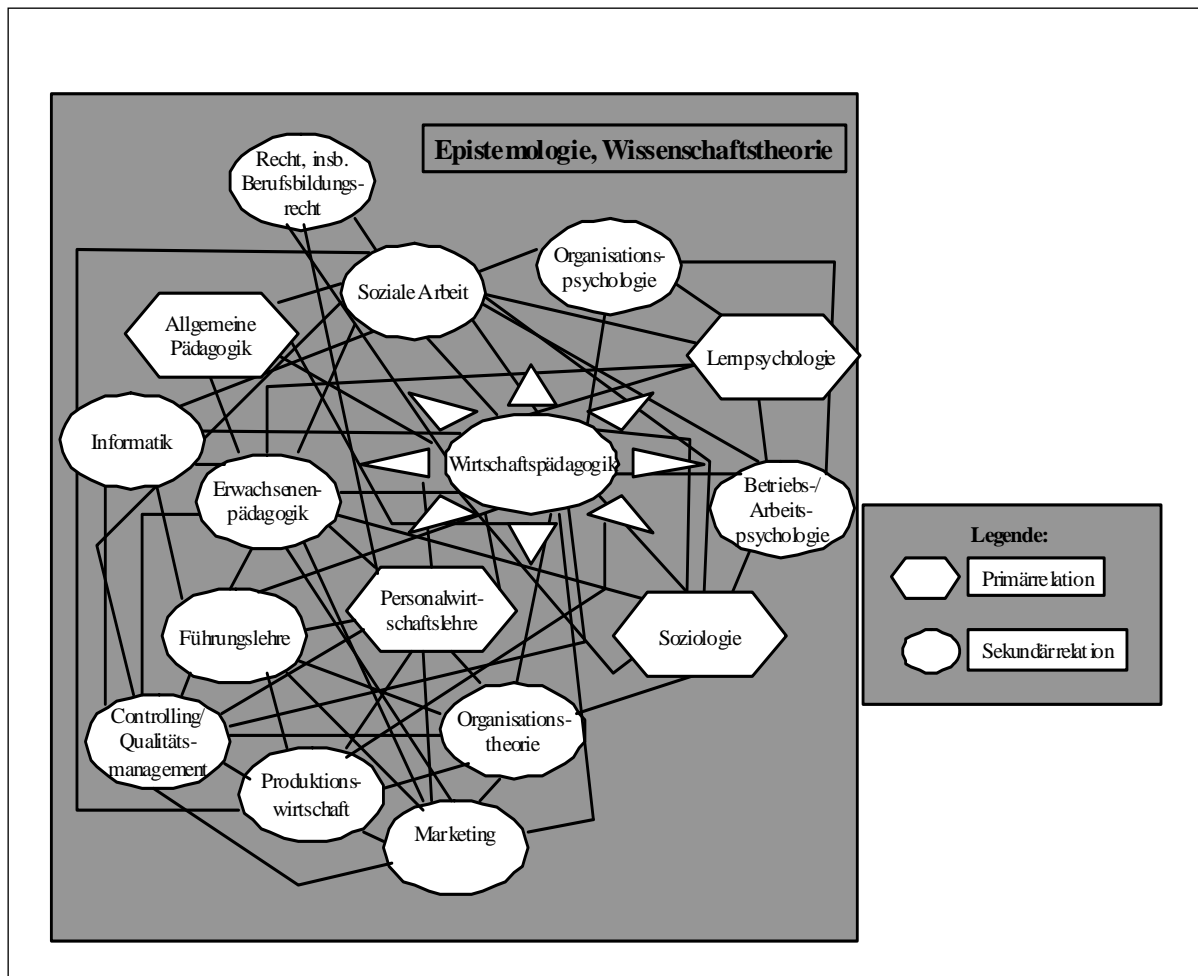 Epistemologie, Wissenschaftstheorie
Recht, insb.
Berufsbildungs-
recht
Organisations-
psychologie
Soziale Arbeit
Allgemeine
Pädagogik
Lernpsychologie
Informatik
Wirtschaftspädagogik
Erwachsenen-
pädagogik
Betriebs-/
Arbeits-
psychologie
Legende:
Primärrelation
Sekundärrelation
Personalwirt-
schaftslehre
Führungslehre
Soziologie
Controlling/
Qualitäts-
management
Organisations-
theorie
Produktions-
wirtschaft
Marketing